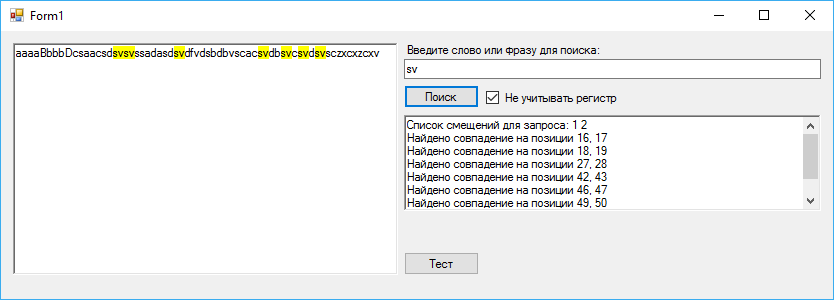 Form1
aaaaBbbbDcsaacsdsvsvssadasdsvdfvdsbdbvscacsvdbsvcsvdsvsczxcxzcxv
Введите слово или фразу для поиска:
sv
Поиск
Не учитывать регистр
Список смещений для запроса: 1 2
Найдено совпадение на позиции 16, 17
Найдено совпадение на позиции 18, 19
Найдено совпадение на позиции 27, 28
Найдено совпадение на позиции 42, 43
Найдено совпадение на позиции 46, 47
Найдено совпадение на позиции 49, 50
Тест